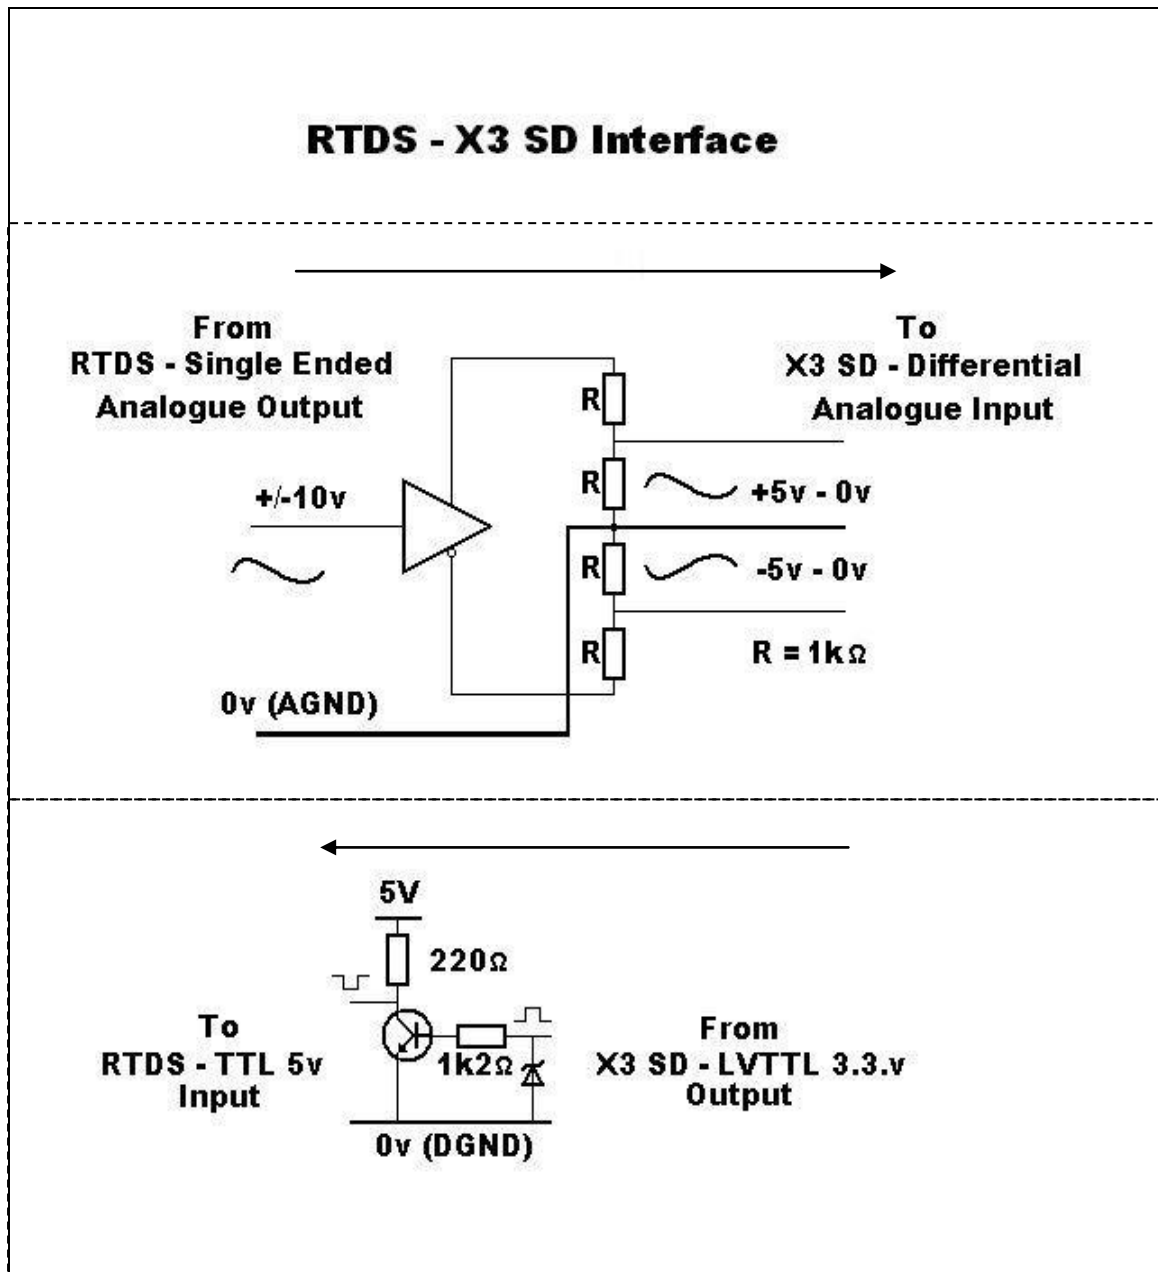 RTDS - X3 SD Interface
From
RTDS - Single Ended
Analogue Output
To
X3 SD - Differential
Analogue Input
R
R
+/-10v
+5v - 0v
R
-5v - 0v
R
R = 1kΩ
0v (AGND)
5V
220Ω
To
RTDS - TTL 5v
Input
1k2Ω
From
X3 SD - LVTTL 3.3.v
Output
0v (DGND)